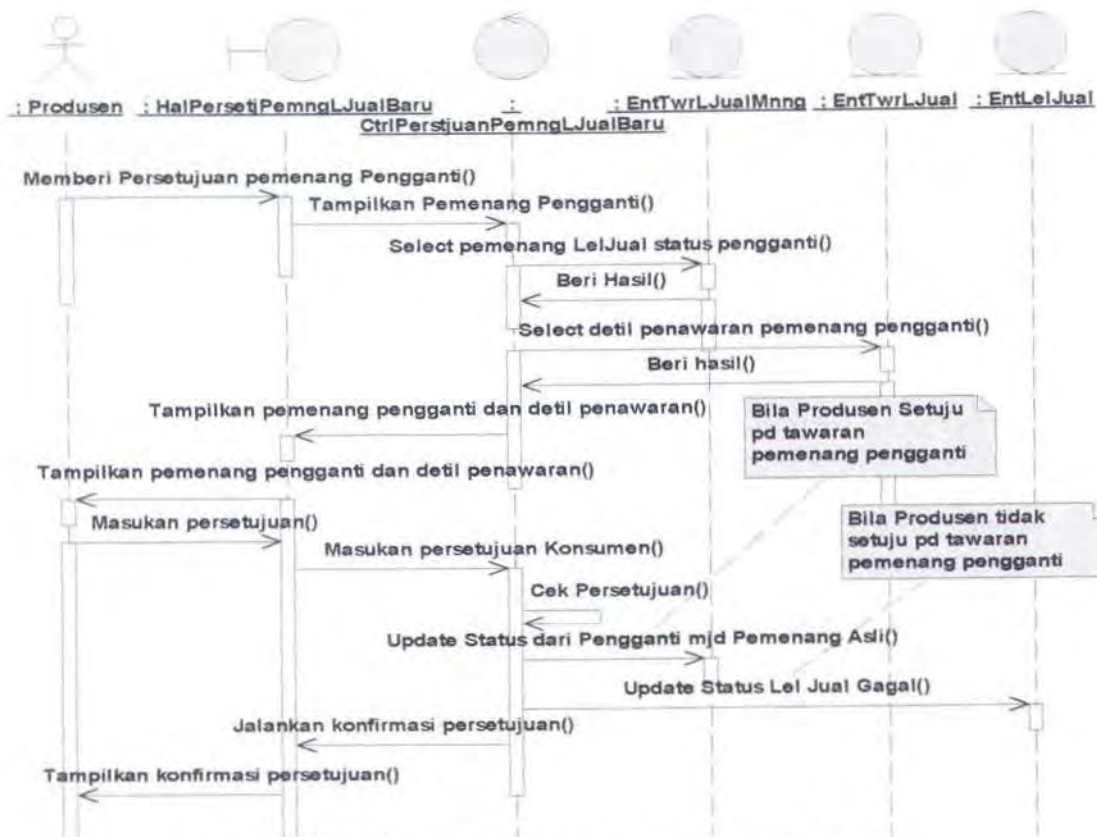 : Produsen : HalPersetjPemngLJualBaru : : EntTwrLJualMnng : EntTwrLJual : EntLelJual
CtrlPerstjuanPemngLJualBaru
Memberi Persetujuan pemenang Pengganti()
Tampilkan Pemenang Pengganti()
Select pemenang LelJual status pengganti()
Beri Hasil()
Select detil penawaran pemenang pengganti()
Beri hasil()
Tampilkan pemenang pengganti dan detil penawaran()
Bila Produsen Setuju
pd tawaran
pemenang pengganti
Tampilkan pemenang pengganti dan detil penawaran()
Masukan persetujuan()
Bila Produsen tidak
setuju pd tawaran
pemenang pengganti
Masukan persetujuan Konsumen()
Cek Persetujuan()
Update Status dari Pengganti mjd Pemenang Asli()
Update Status Lel Jual Gagal()
Jalankan konfirmasi persetujuan()
Tampilkan konfirmasi persetujuan()